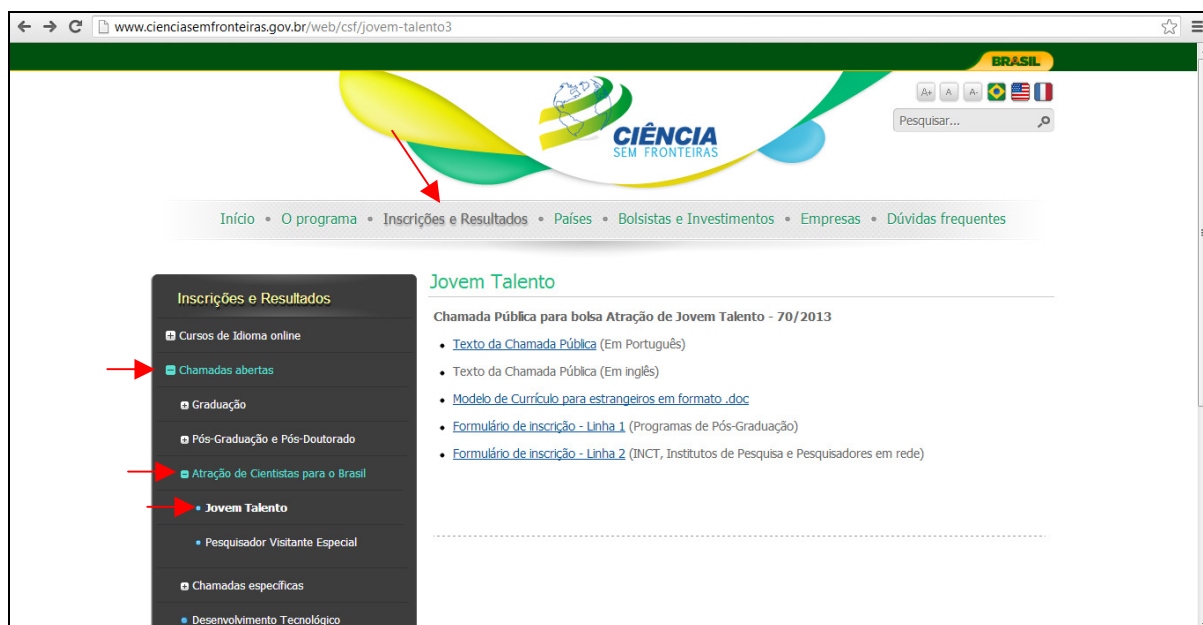 www.cienciasemfronteiras.gov.br/web/csf/jovem-talento3
BRASIL
A+ A A-
Pesquisar...
CIÊNCIA
SEM FRONTEIRAS
Início • O programa • Inscrições e Resultados • Países • Bolsistas e Investimentos • Empresas • Dúvidas frequentes
Inscrições e Resultados
Cursos de Idioma online
Chamadas abertas
Graduação
Pós-Graduação e Pós-Doutorado
Atração de Cientistas para o Brasil
Jovem Talento
Pesquisador Visitante Especial
Chamadas específicas
Desenvolvimento Tecnológico
Jovem Talento
Chamada Pública para bolsa Atração de Jovem Talento - 70/2013
• Texto da Chamada Pública (Em Português)
• Texto da Chamada Pública (Em inglês)
• Modelo de Currículo para estrangeiros em formato .doc
• Formulário de inscrição - Linha 1 (Programas de Pós-Graduação)
• Formulário de inscrição - Linha 2 (INCT, Institutos de Pesquisa e Pesquisadores em rede)